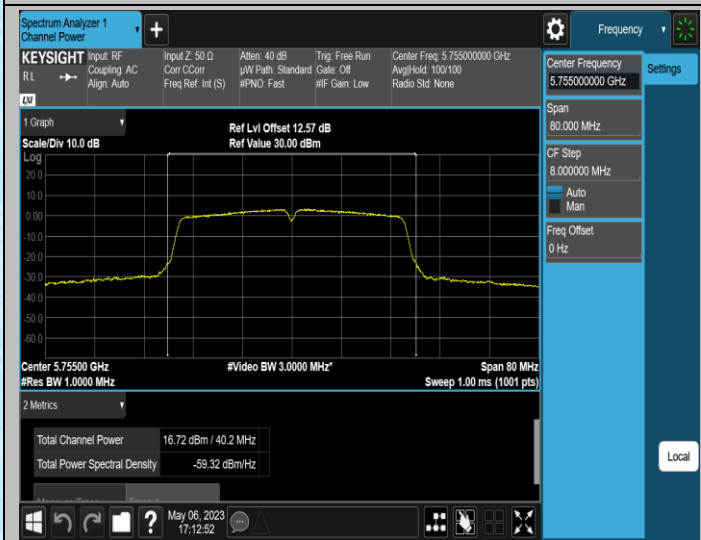 Spectrum Analyzer 1
Channel Power
Frequency
KEYSIGHT
Input: RF
Coupling: AC
Align: Auto
Input Z: 50 Ω
Corr CCorr
Freq Ref: Int (S)
Atten: 40 dB
µW Path: Standard
#PNO: Fast
Trig: Free Run
Gate: Off
#IF Gain: Low
Center Freq: 5.755000000 GHz
Avg|Hold: 100/100
Radio Std: None
R L
LXI
1 Graph
Scale/Div 10.0 dB
Ref Lvl Offset 12.57 dB
Ref Value 30.00 dBm
Log
20.0
10.0
0.00
-10.0
-20.0
-30.0
-40.0
-50.0
-60.0
Center 5.75500 GHz
#Video BW 3.0000 MHz*
Span 80 MHz
#Res BW 1.0000 MHz
Sweep 1.00 ms (1001 pts)
2 Metrics
Total Channel Power 16.72 dBm / 40.2 MHz
Total Power Spectral Density -59.32 dBm/Hz
May 06, 2023
17:12:52
Center Frequency
5.755000000 GHz
Settings
Span
80.000 MHz
CF Step
8.000000 MHz
Auto
Man
Freq Offset
0 Hz
Local